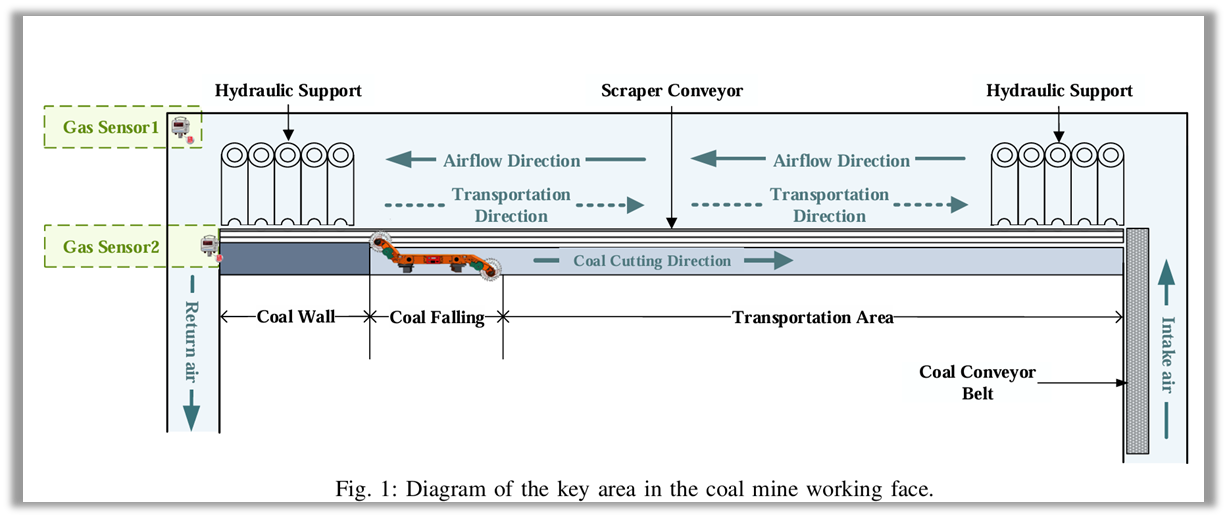 Hydraulic Support
Scraper Conveyor
Hydraulic Support
Gas Sensor1
Airflow Direction
Airflow Direction
Transportation
Direction
Transportation
Direction
Gas Sensor2
Coal Cutting Direction
Return air
Coal Wall
Coal Falling
Transportation Area
Intake air
Coal Conveyor
Belt
Fig. 1: Diagram of the key area in the coal mine working face.